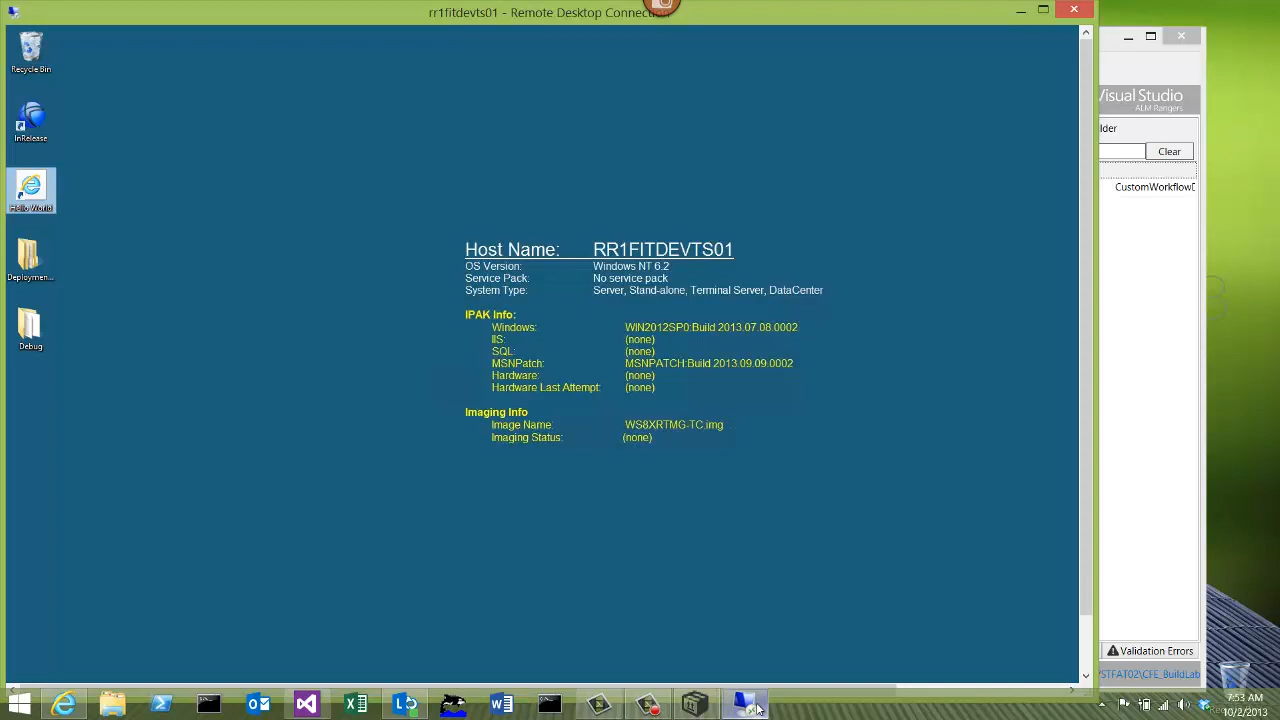 rr1fitdevts01 - Remote Desktop Connection
Recycle Bin
InRelease
Hello World
Deploymen...
Debug
Host Name: RR1FITDEVTS01
OS Version: Windows NT 6.2
Service Pack: No service pack
System Type: Server, Stand-alone, Terminal Server, DataCenter
IPAK Info:
Windows: WIN2012SP0:Build 2013.07.08.0002
IIS: (none)
SQL: (none)
MSNPatch: MSNPATCH:Build 2013.09.09.0002
Hardware: (none)
Hardware Last Attempt: (none)
Imaging Info
Image Name: WS8XRTMG-TC.img
Imaging Status: (none)
Visual Studio
ALM Rangers
lder
Clear
CustomWorkflowD
Validation Errors
/STFAT02\CFE_BuildLab
7:53 AM
10/2/2013